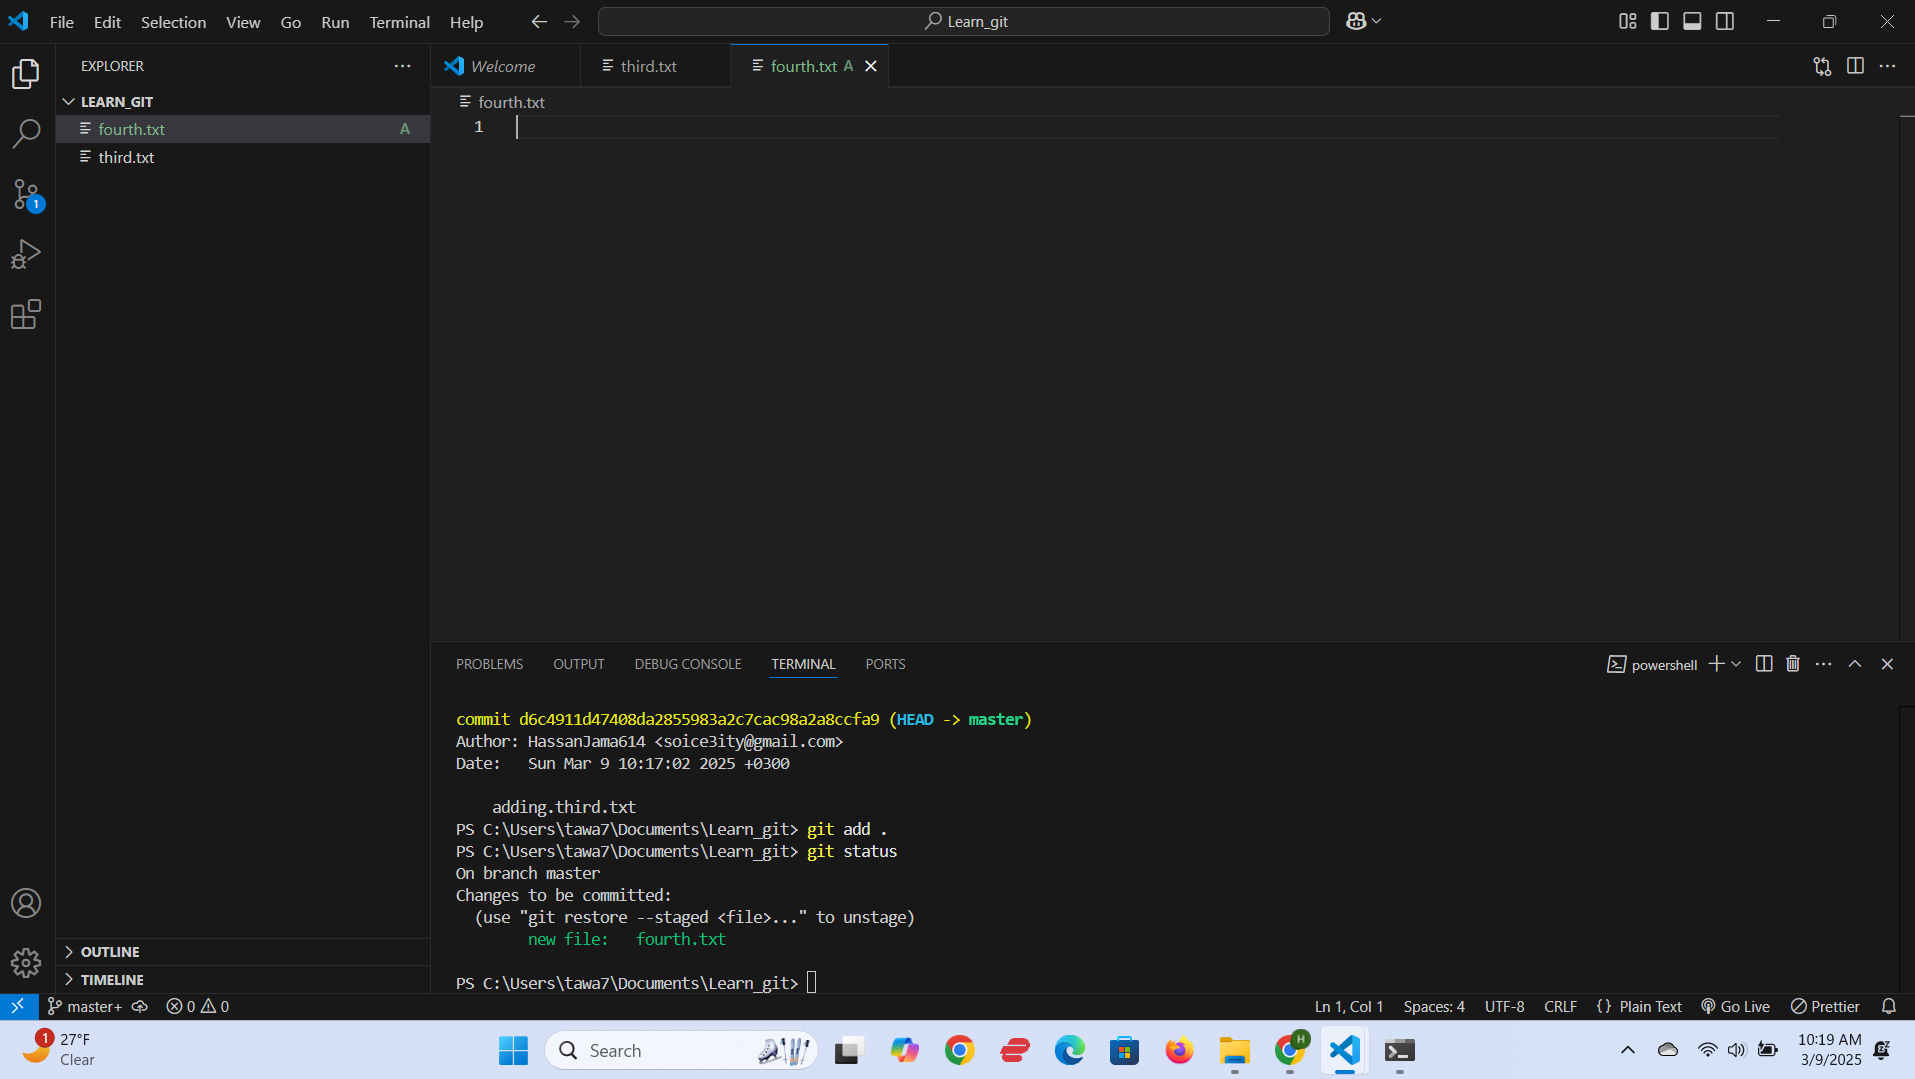 File Edit Selection View Go Run Terminal Help
Learn_git
EXPLORER
Welcome
third.txt
fourth.txt A
LEARN_GIT
fourth.txt A
third.txt
fourth.txt
1
1
PROBLEMS OUTPUT DEBUG CONSOLE TERMINAL PORTS
powershell
commit d6c4911d47408da2855983a2c7cac98a2a8ccfa9 (HEAD -> master)
Author: HassanJama614 <soice3ity@gmail.com>
Date:   Sun Mar 9 10:17:02 2025 +0300
adding.third.txt
PS C:\Users\tawa7\Documents\Learn_git> git add .
PS C:\Users\tawa7\Documents\Learn_git> git status
On branch master
Changes to be committed:
(use "git restore --staged <file>..." to unstage)
new file:   fourth.txt
PS C:\Users\tawa7\Documents\Learn_git>
OUTLINE
TIMELINE
master+ 0 0
Ln 1, Col 1 Spaces: 4 UTF-8 CRLF {} Plain Text Go Live Prettier
1
27°F
Clear
Search
H
10:19 AM
3/9/2025